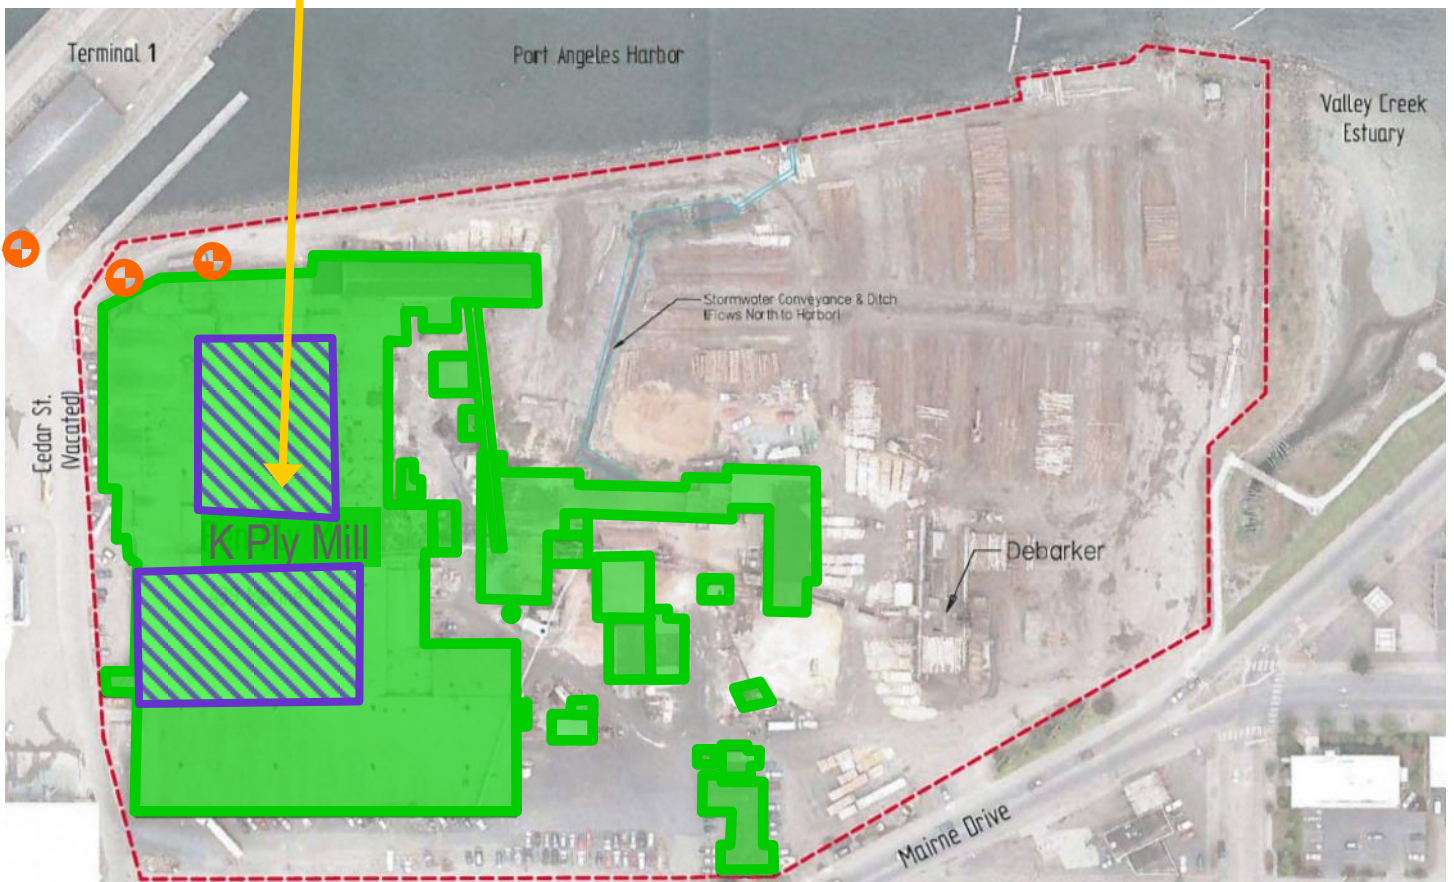 Terminal 1
Port Angeles Harbor
Valley Creek
Estuary
Stormwater Conveyance & Ditch
(Flows North to Harbor)
Cedar St.
(Vacated)
K Ply Mill
Debarker
Mairne Drive